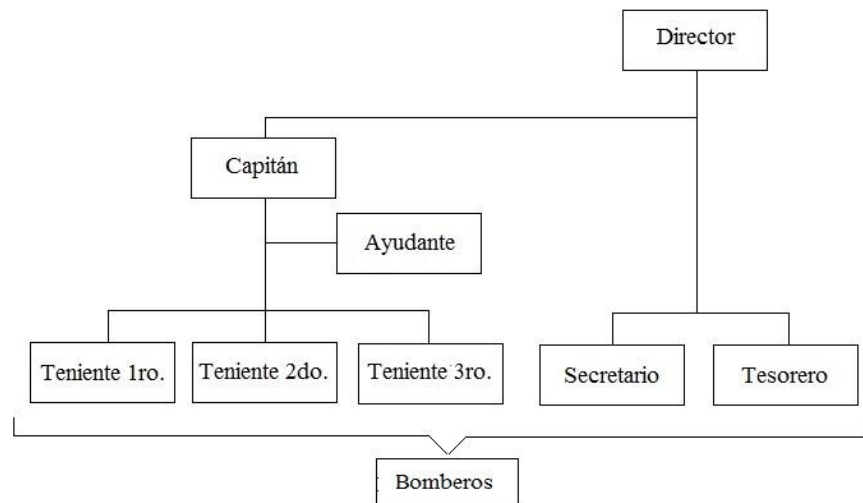 Director
Capitán
Ayudante
Teniente 1ro.
Teniente 2do.
Teniente 3ro.
Secretario
Tesorero
Bomberos